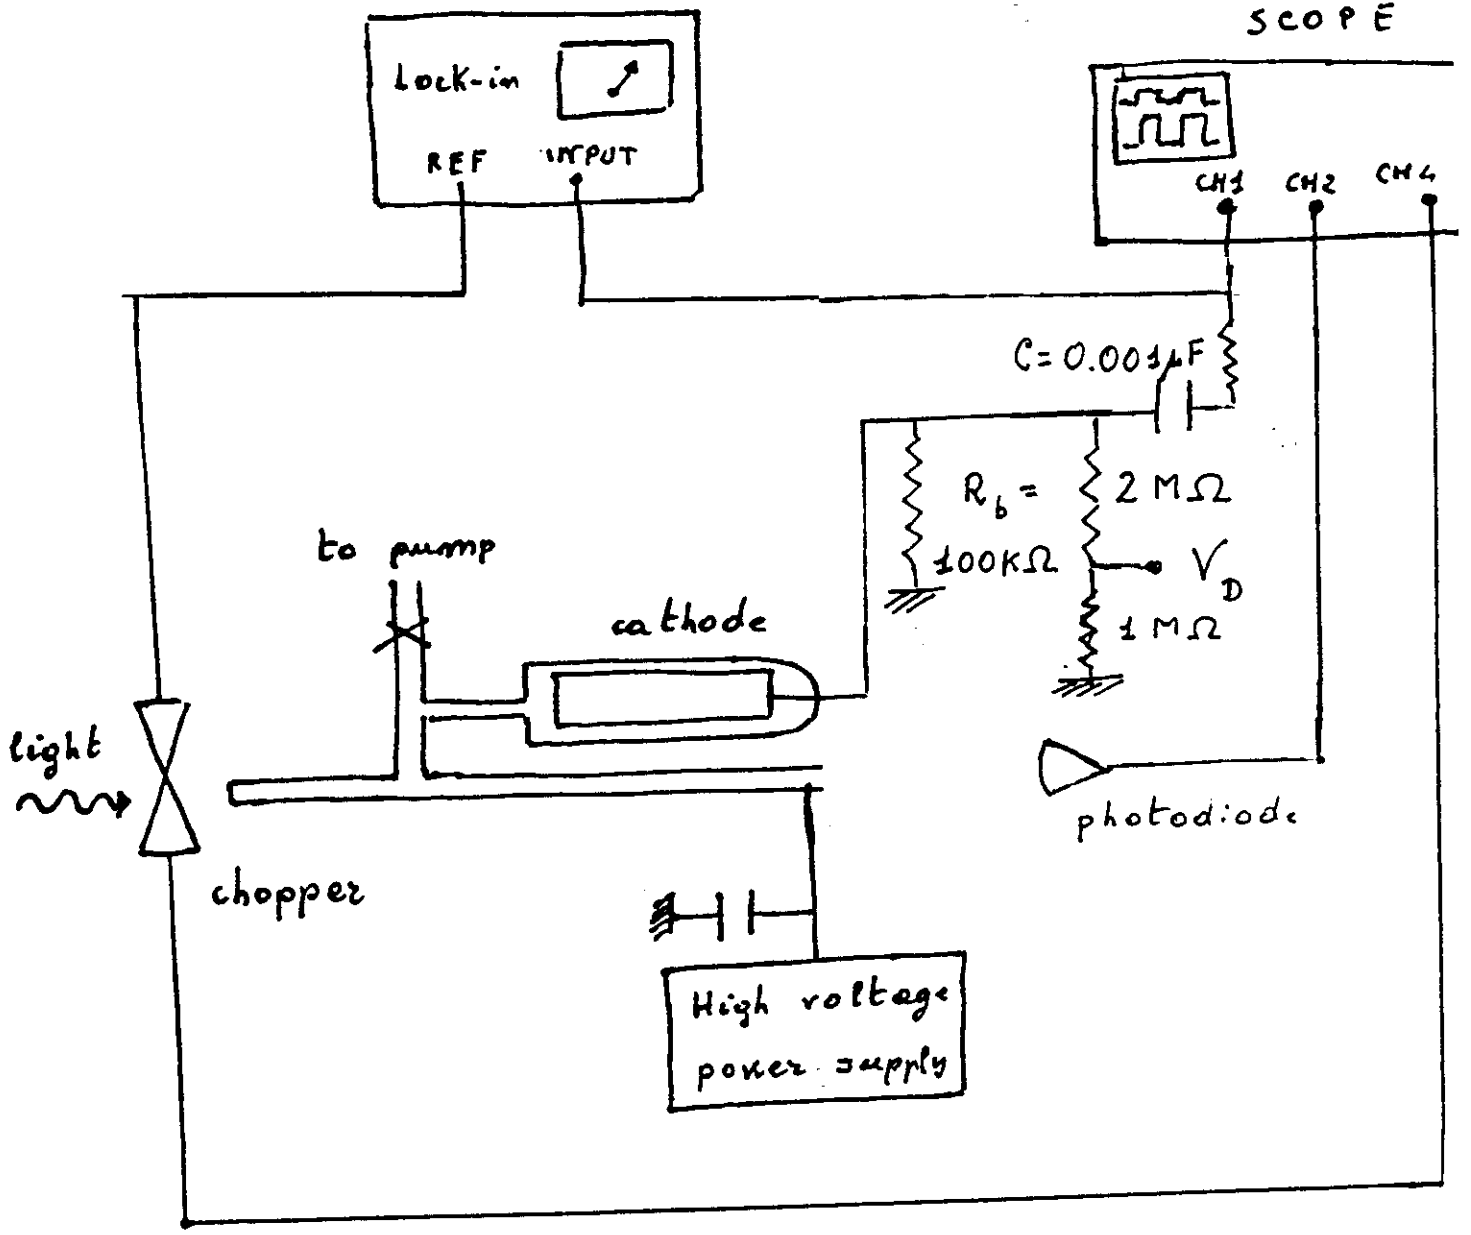 SCOPE
Lock-in
REF INPUT
CH1 CH2 CH4
C=0.001µF
R_b = 2 MΩ
100KΩ
V_D
1 MΩ
to pump
cathode
light
photodiode
chopper
High voltage
power supply